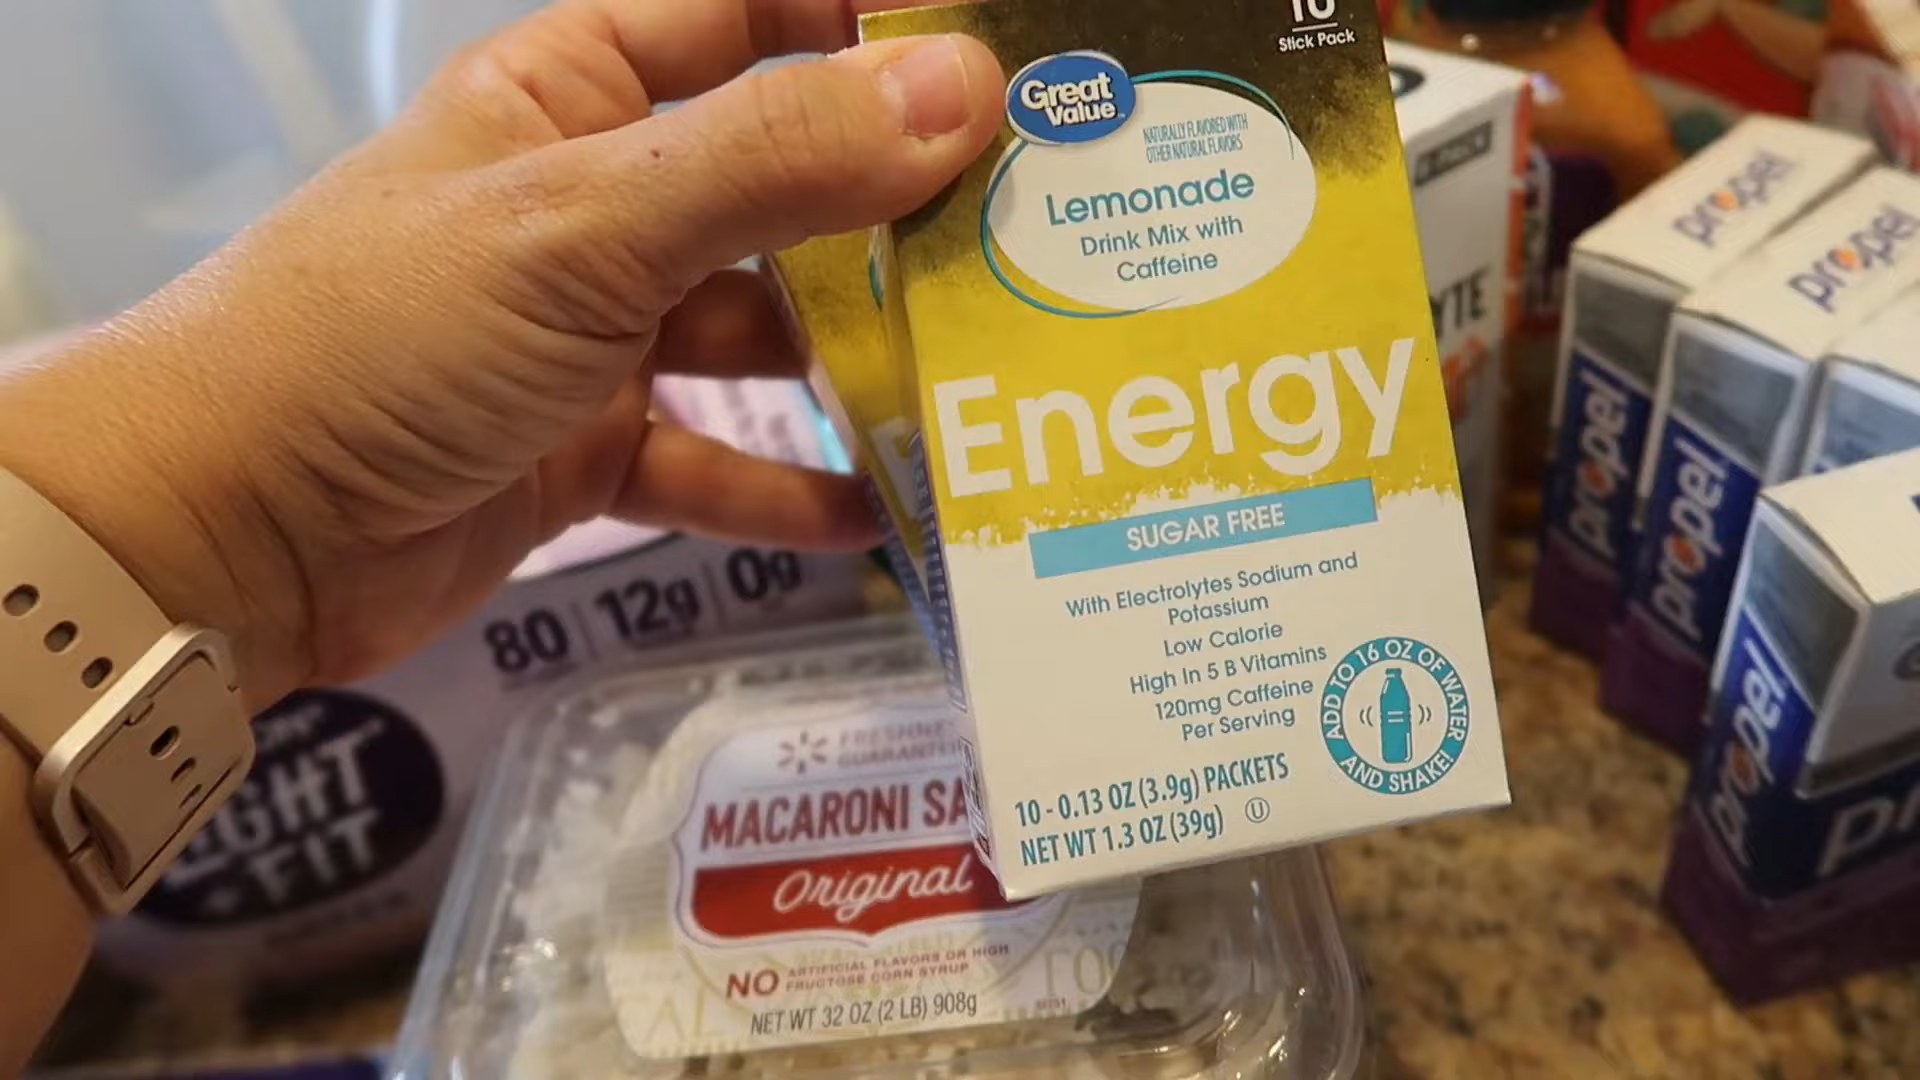 10
Stick Pack
Great
Value
NATURALLY FLAVORED WITH
OTHER NATURAL FLAVORS
Lemonade
Drink Mix with
Caffeine
Energy
SUGAR FREE
With Electrolytes Sodium and
Potassium
Low Calorie
High In 5 B Vitamins
120mg Caffeine
Per Serving
ADD TO 16 OZ OF WATER
AND SHAKE!
10 - 0.13 OZ (3.9g) PACKETS
NET WT 1.3 OZ (39g)
U
propel
propel
propel
propel
propel
80 12g 0g
FIT
MACARONI SA
Original
NO ARTIFICIAL FLAVORS OR HIGH
FRUCTOSE CORN SYRUP
NET WT 32 OZ (2 LB) 908g